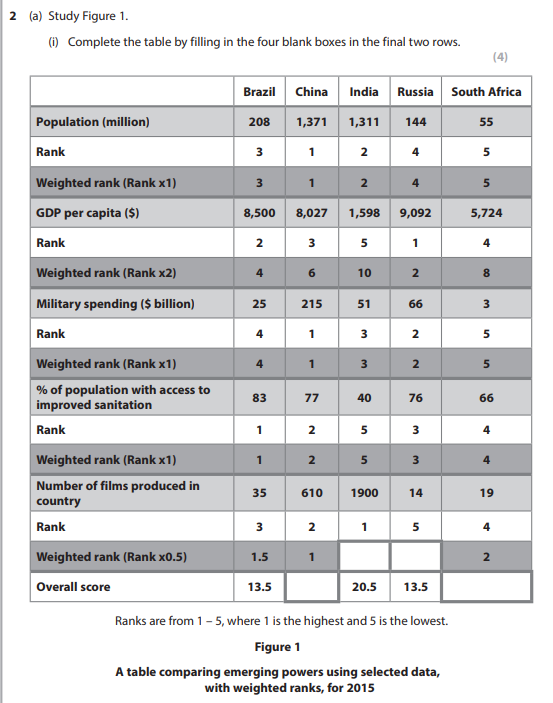 2 (a) Study Figure 1.
(i) Complete the table by filling in the four blank boxes in the final two rows.
(4)
Brazil China India Russia South Africa
Population (million) 208 1,371 1,311 144 55
Rank 3 1 2 4 5
Weighted rank (Rank x1) 3 1 2 4 5
GDP per capita ($) 8,500 8,027 1,598 9,092 5,724
Rank 2 3 5 1 4
Weighted rank (Rank x2) 4 6 10 2 8
Military spending ($ billion) 25 215 51 66 3
Rank 4 1 3 2 5
Weighted rank (Rank x1) 4 1 3 2 5
% of population with access to
improved sanitation 83 77 40 76 66
Rank 1 2 5 3 4
Weighted rank (Rank x1) 1 2 5 3 4
Number of films produced in
country 35 610 1900 14 19
Rank 3 2 1 5 4
Weighted rank (Rank x0.5) 1.5 1 2
Overall score 13.5 20.5 13.5
Ranks are from 1 – 5, where 1 is the highest and 5 is the lowest.
Figure 1
A table comparing emerging powers using selected data,
with weighted ranks, for 2015